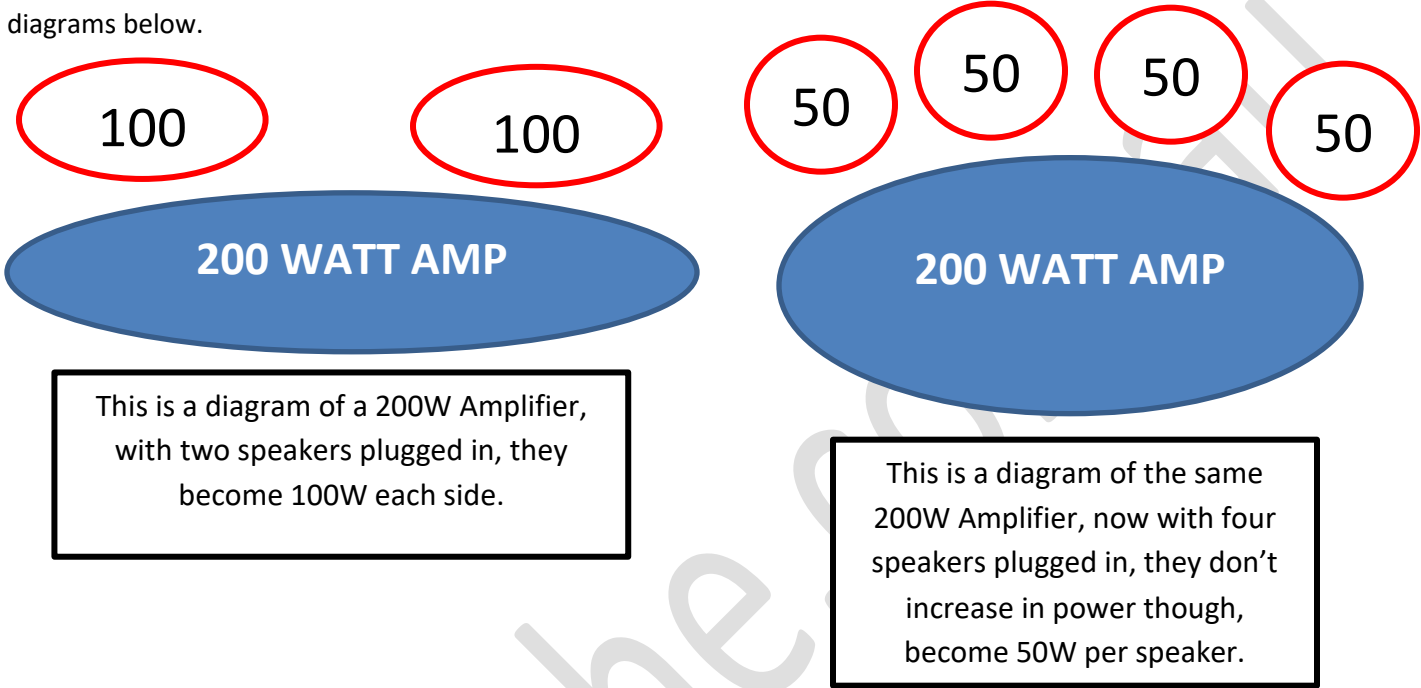 diagrams below.
100
100
200 WATT AMP
This is a diagram of a 200W Amplifier,
with two speakers plugged in, they
become 100W each side.
50
50
50
50
200 WATT AMP
This is a diagram of the same
200W Amplifier, now with four
speakers plugged in, they don’t
increase in power though,
become 50W per speaker.